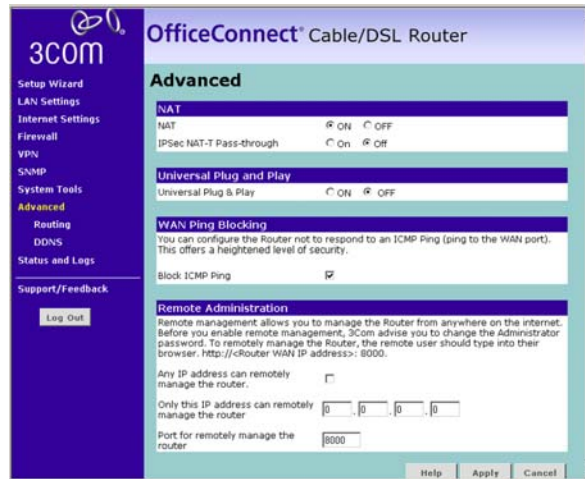 3COM
OfficeConnect® Cable/DSL Router
Setup Wizard
LAN Settings
Internet Settings
Firewall
VPN
SNMP
System Tools
Advanced
Routing
DDNS
Status and Logs
Support/Feedback
Log Out
Advanced
NAT
NAT ON OFF
IPSec NAT-T Pass-through On Off
Universal Plug and Play
Universal Plug & Play ON OFF
WAN Ping Blocking
You can configure the Router not to respond to an ICMP Ping (ping to the WAN port).
This offers a heightened level of security.
Block ICMP Ping
Remote Administration
Remote management allows you to manage the Router from anywhere on the internet.
Before you enable remote management, 3Com advise you to change the Administrator
password. To remotely manage the Router, the remote user should type into their
browser. http://<Router WAN IP address>: 8000.
Any IP address can remotely
manage the router.
Only this IP address can remotely
manage the router 0 . 0 . 0 . 0
Port for remotely manage the
router 8000
Help Apply Cancel